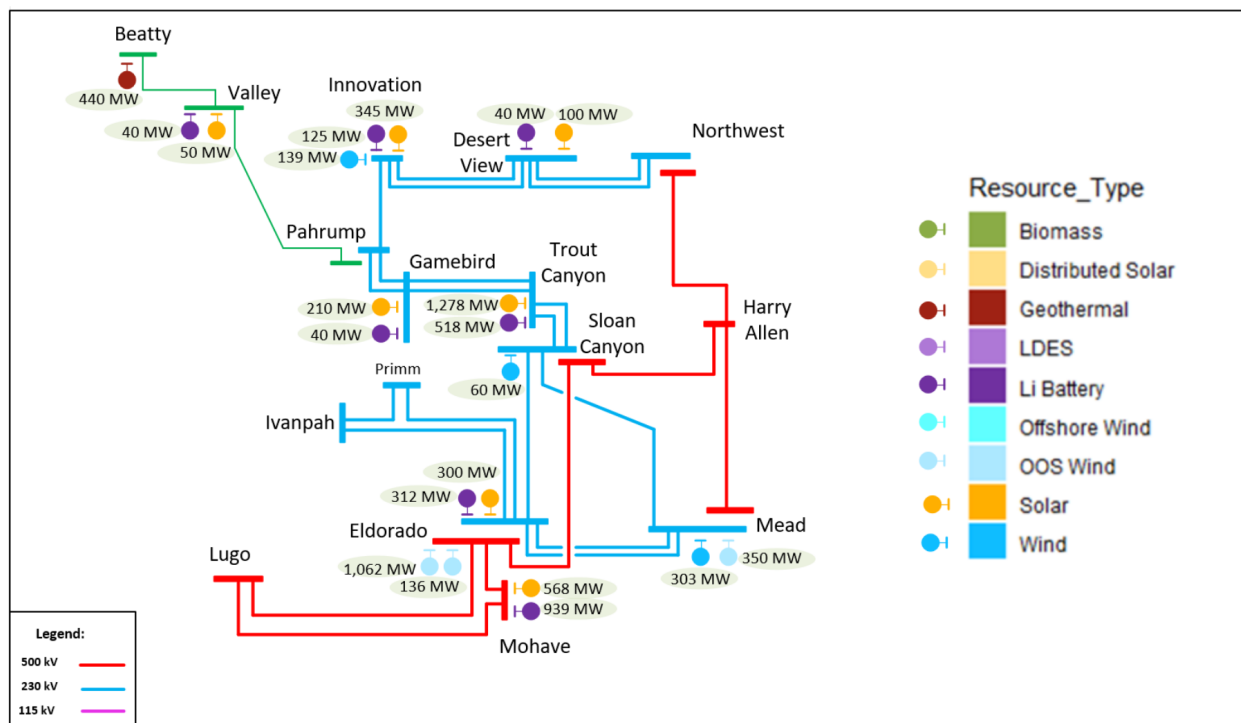 Beatty
440 MW
Valley
40 MW
50 MW
Innovation
345 MW
125 MW
139 MW
40 MW
100 MW
Desert
View
Northwest
Pahrump
Gamebird
210 MW
40 MW
Trout
Canyon
1,278 MW
518 MW
Sloan
Canyon
60 MW
Harry
Allen
Primm
Ivanpah
300 MW
312 MW
Eldorado
1,062 MW
136 MW
Mead
303 MW
350 MW
Lugo
568 MW
939 MW
Mohave
Resource_Type
Biomass
Distributed Solar
Geothermal
LDES
Li Battery
Offshore Wind
OOS Wind
Solar
Wind
Legend:
500 kV
230 kV
115 kV